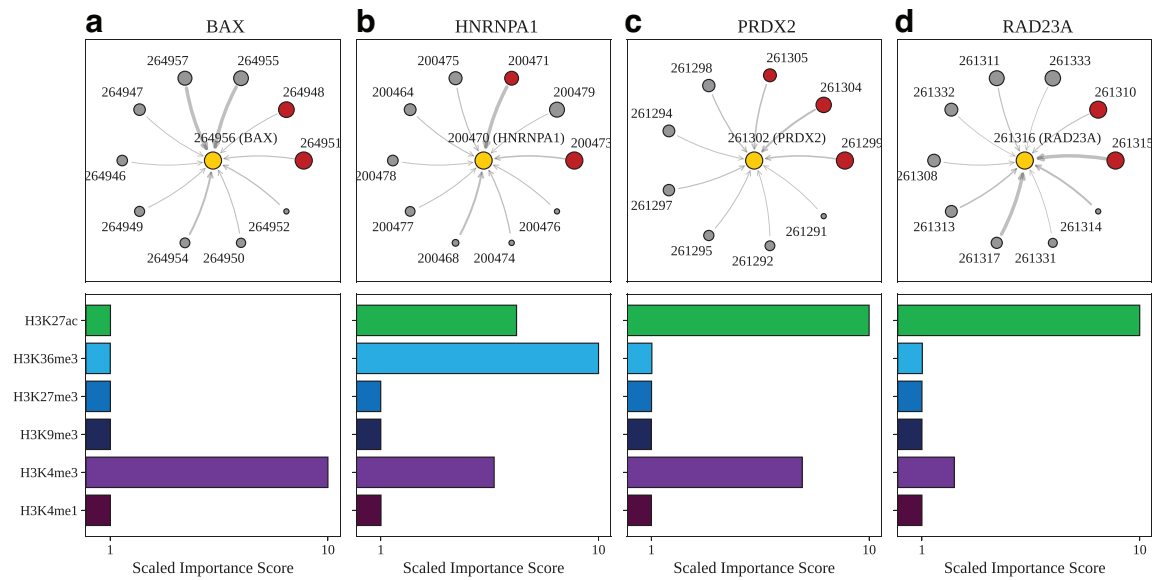 a BAX
264957
264955
264947
264948
264956 (BAX)
264951
264946
264949
264952
264954
264950
b HNRNPA1
200475
200471
200464
200479
200470 (HNRNPA1)
200473
200478
200477
200476
200468
200474
c PRDX2
261298
261305
261304
261294
261302 (PRDX2)
261299
261297
261291
261295
261292
d RAD23A
261311
261333
261332
261310
261316 (RAD23A)
261315
261308
261313
261314
261317
261331
H3K27ac
H3K36me3
H3K27me3
H3K9me3
H3K4me3
H3K4me1
1 10
Scaled Importance Score
1 10
Scaled Importance Score
1 10
Scaled Importance Score
1 10
Scaled Importance Score